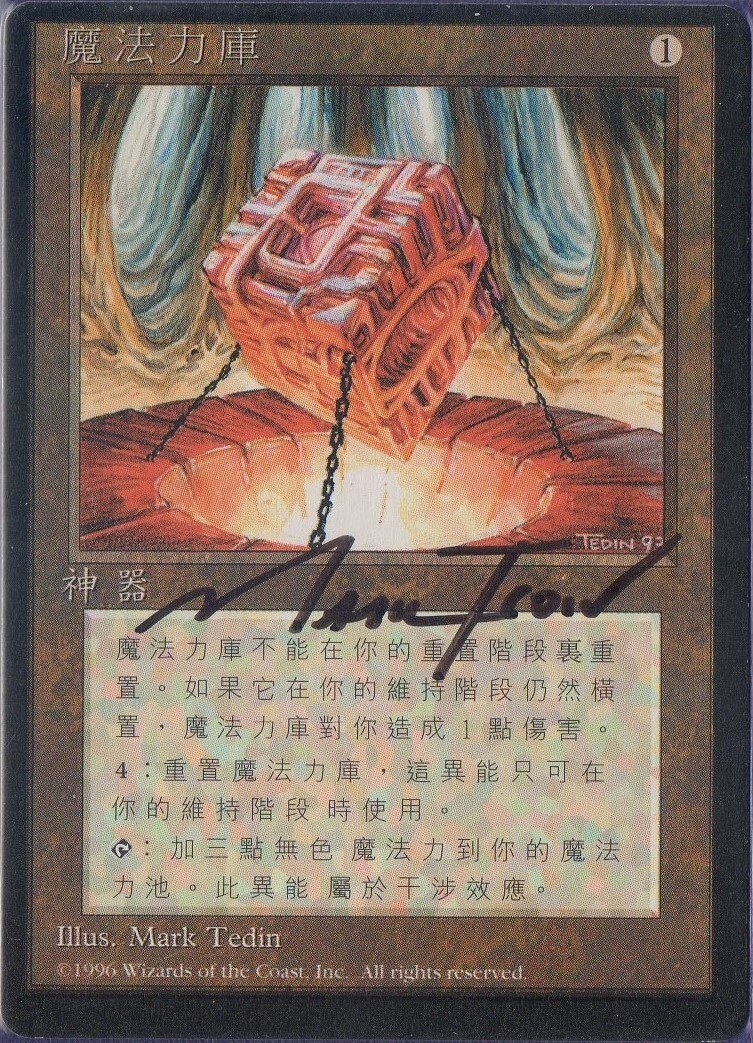 魔法力庫
1
TEDIN 93
神器
Mark Tedin
魔法力庫不能在你的重置階段裏重
置。如果它在你的維持階段仍然橫
置，魔法力庫對你造成1點傷害。
4：重置魔法力庫，這異能只可在
你的維持階段時使用。
：加三點無色魔法力到你的魔法
力池。此異能屬於干涉效應。
Illus. Mark Tedin
©1996 Wizards of the Coast, Inc. All rights reserved.